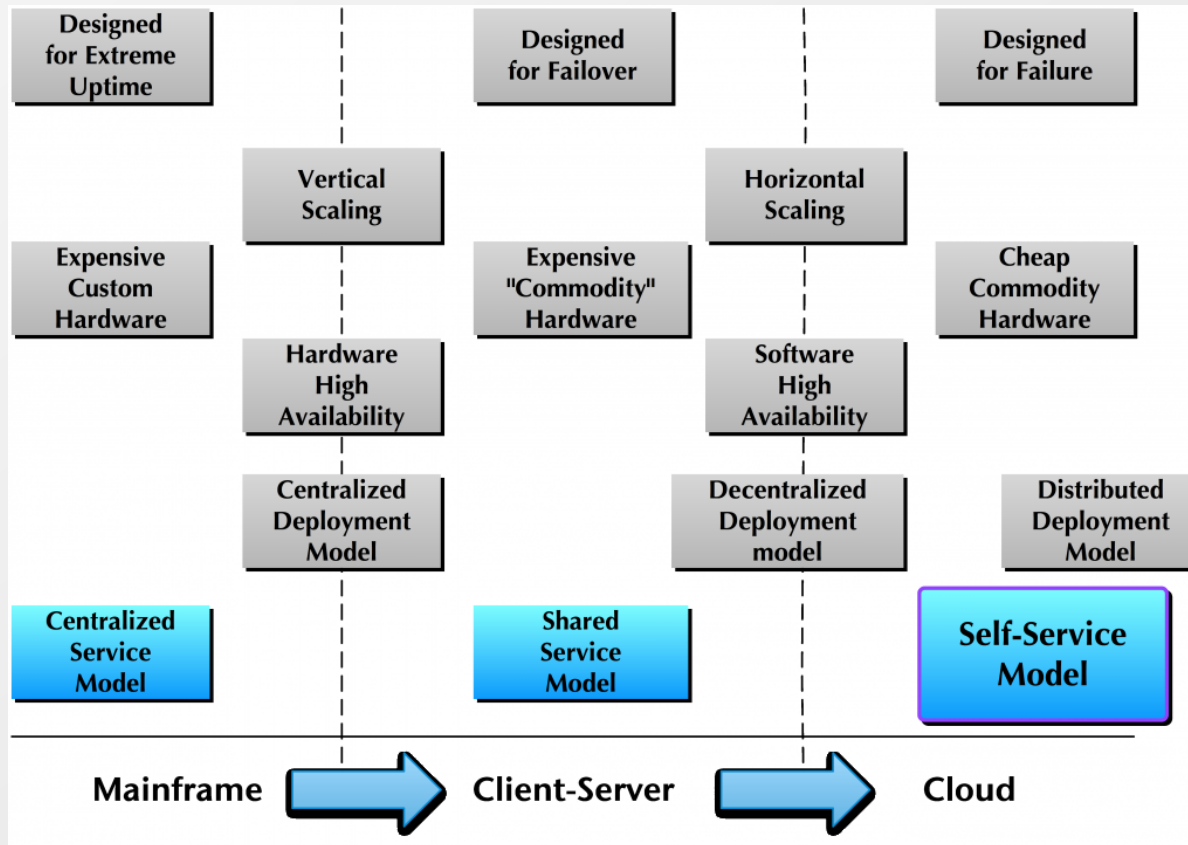 Designed
for Extreme
Uptime
Designed
for Failover
Designed
for Failure
Vertical
Scaling
Horizontal
Scaling
Expensive
Custom
Hardware
Expensive
"Commodity"
Hardware
Cheap
Commodity
Hardware
Hardware
High
Availability
Software
High
Availability
Centralized
Deployment
Model
Decentralized
Deployment
model
Distributed
Deployment
Model
Centralized
Service
Model
Shared
Service
Model
Self-Service
Model
Mainframe
Client-Server
Cloud